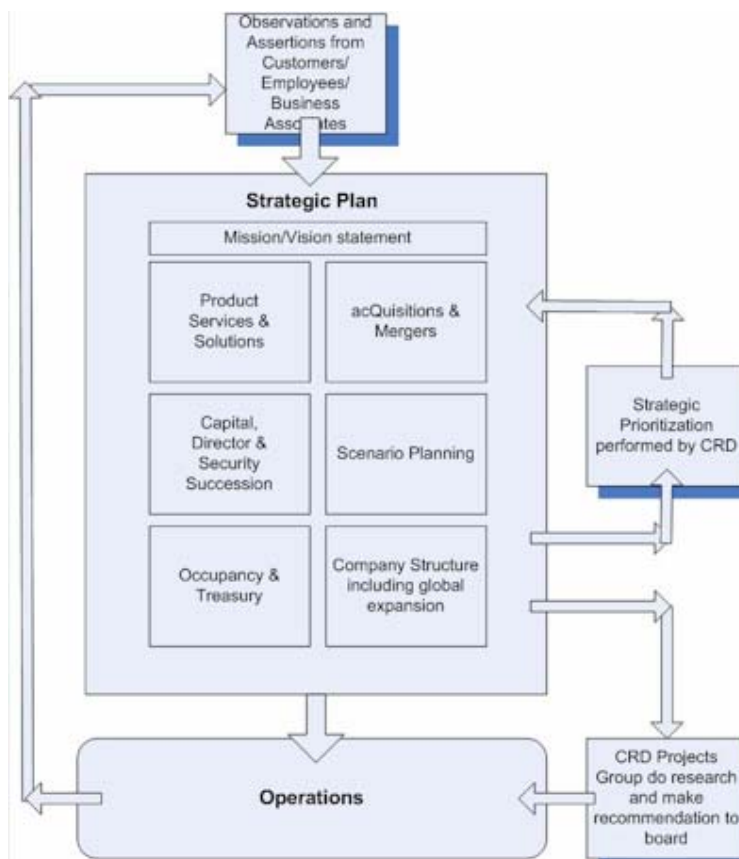 Observations and
Assertions from
Customers/
Employees/
Business
Associates
Strategic Plan
Mission/Vision statement
Product
Services &
Solutions
acQuisitions &
Mergers
Capital,
Director &
Security
Succession
Scenario Planning
Occupancy &
Treasury
Company Structure
including global
expansion
Strategic
Prioritization
performed by CRD
Operations
CRD Projects
Group do research
and make
recommendation to
board